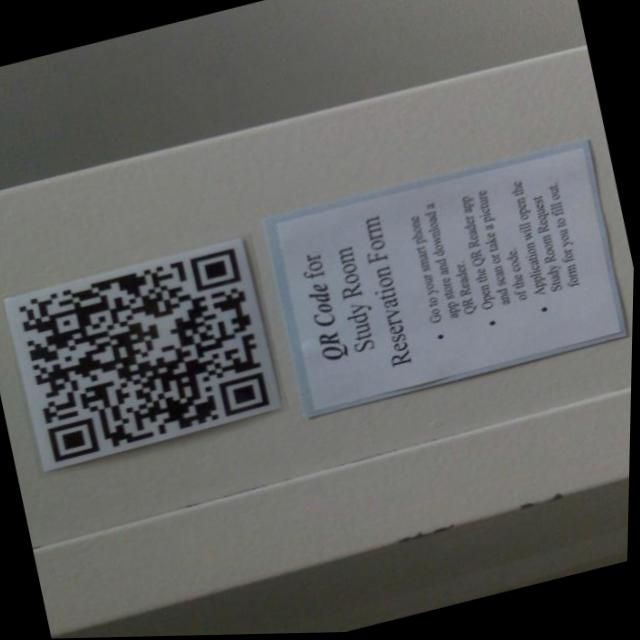 QR Code for
Study Room
Reservation Form
• Go to your smart phone and a
app store and download
QR Reader.
• Open the QR Reader app
and scan or take a picture
of the code.
• Application will open the
Study Room Request
form for you to fill out.